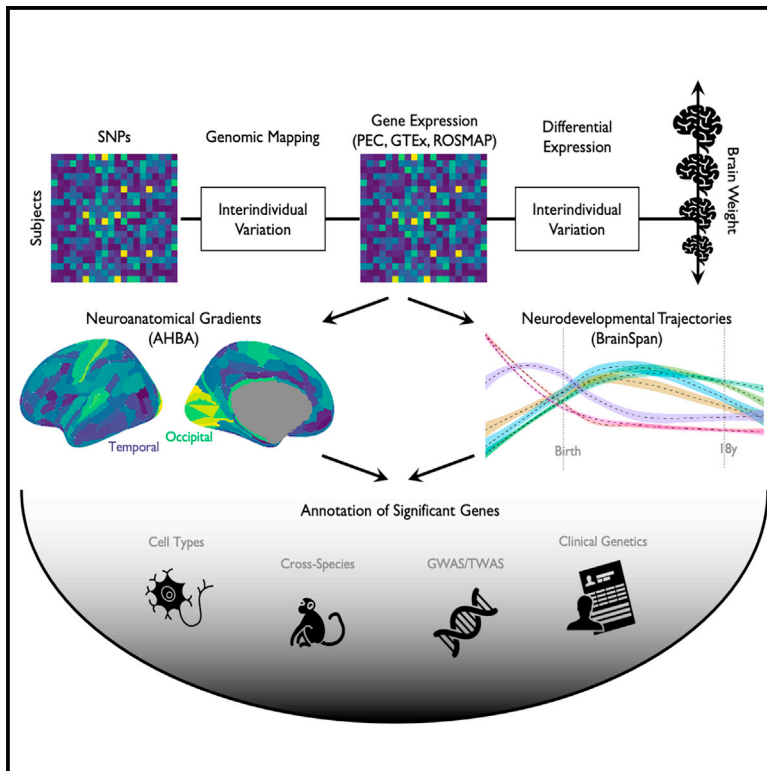 SNPs
Genomic Mapping
Gene Expression
(PEC, GTEx, ROSMAP)
Differential
Expression
Subjects
Interindividual
Variation
Interindividual
Variation
Brain Weight
Neuroanatomical Gradients
(AHBA)
Neurodevelopmental Trajectories
(BrainSpan)
Temporal
Occipital
Birth
18y
Annotation of Significant Genes
Cell Types
Cross-Species
GWAS/TWAS
Clinical Genetics